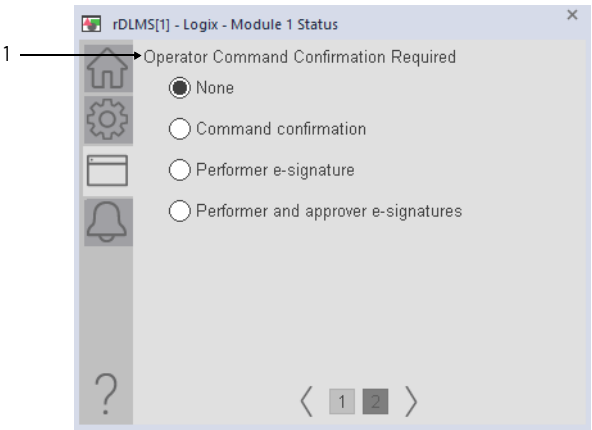 rDLMS[1] - Logix - Module 1 Status
1
Operator Command Confirmation Required
None
Command confirmation
Performer e-signature
Performer and approver e-signatures
?
1 2